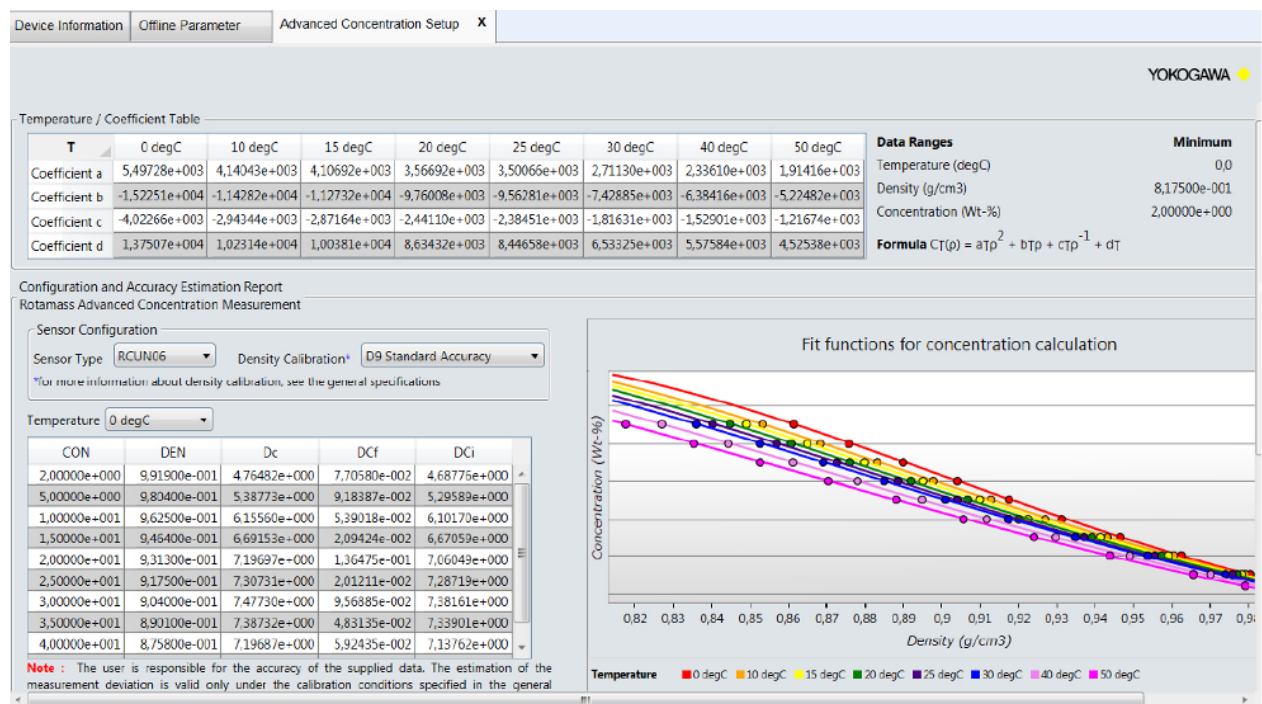 Device Information Offline Parameter Advanced Concentration Setup X
YOKOGAWA
Temperature / Coefficient Table
T 0 degC 10 degC 15 degC 20 degC 25 degC 30 degC 40 degC 50 degC
Coefficient a 5,49728e+003 4,14043e+003 4,10692e+003 3,56692e+003 3,50066e+003 2,71130e+003 2,33610e+003 1,91416e+003
Coefficient b -1,52251e+004 -1,14282e+004 -1,12732e+004 -9,76008e+003 -9,56281e+003 -7,42885e+003 -6,38416e+003 -5,22482e+003
Coefficient c -4,02266e+003 -2,94344e+003 -2,87164e+003 -2,44110e+003 -2,38451e+003 -1,81631e+003 -1,52901e+003 -1,21674e+003
Coefficient d 1,37507e+004 1,02314e+004 1,00381e+004 8,63432e+003 8,44658e+003 6,53325e+003 5,57584e+003 4,52538e+003
Data Ranges Minimum
Temperature (degC) 0,0
Density (g/cm3) 8,17500e-001
Concentration (Wt-%) 2,00000e+000
Formula CT(ρ) = aTρ2 + bTρ + cTρ-1 + dT
Configuration and Accuracy Estimation Report
Rotamass Advanced Concentration Measurement
Sensor Configuration
Sensor Type RCUN06 Density Calibration* D9 Standard Accuracy
*for more information about density calibration, see the general specifications
Temperature 0 degC
CON DEN Dc DCf DCi
2,00000e+000 9,91900e-001 4,76482e+000 7,70580e-002 4,68776e+000
5,00000e+000 9,80400e-001 5,38773e+000 9,18387e-002 5,29589e+000
1,00000e+001 9,62500e-001 6,15560e+000 5,39018e-002 6,10170e+000
1,50000e+001 9,46400e-001 6,69153e+000 2,09424e-002 6,67059e+000
2,00000e+001 9,31300e-001 7,19697e+000 1,36475e-001 7,06049e+000
2,50000e+001 9,17500e-001 7,30731e+000 2,01211e-002 7,28719e+000
3,00000e+001 9,04000e-001 7,47730e+000 9,56885e-002 7,38161e+000
3,50000e+001 8,90100e-001 7,38732e+000 4,83135e-002 7,33901e+000
4,00000e+001 8,75800e-001 7,19687e+000 5,92435e-002 7,13762e+000
Note : The user is responsible for the accuracy of the supplied data. The estimation of the
measurement deviation is valid only under the calibration conditions specified in the general
Fit functions for concentration calculation
Concentration (Wt-%)
0,82 0,83 0,84 0,85 0,86 0,87 0,88 0,89 0,9 0,91 0,92 0,93 0,94 0,95 0,96 0,97
Density (g/cm3)
Temperature 0 degC 10 degC 15 degC 20 degC 25 degC 30 degC 40 degC 50 degC